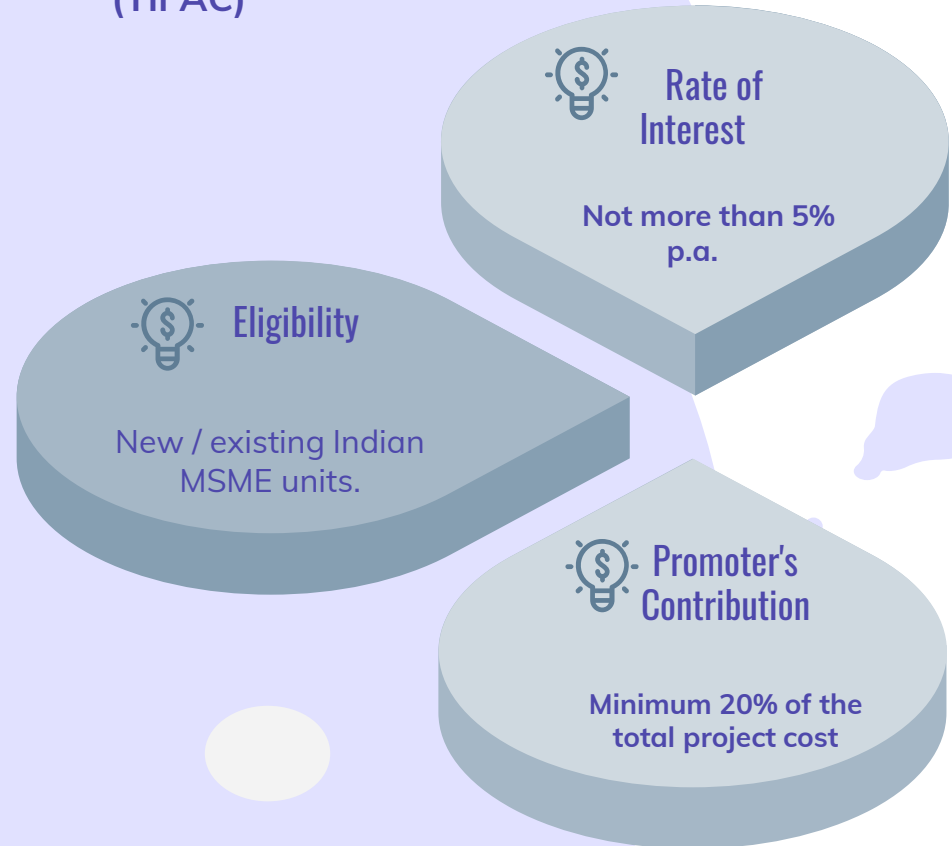 Rate of
Interest
Not more than 5%
p.a.
Eligibility
New / existing Indian
MSME units.
Promoter's
Contribution
Minimum 20% of the
total project cost